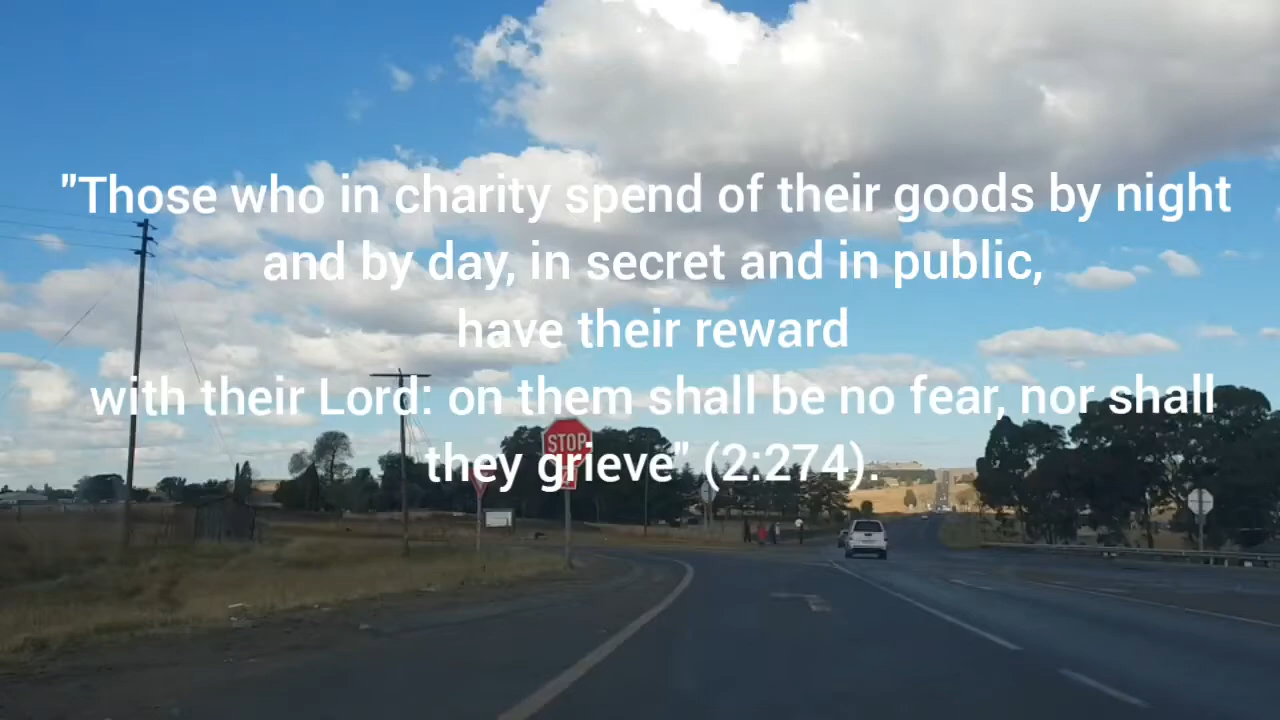 "Those who in charity spend of their goods by night
and by day, in secret and in public,
have their reward
with their Lord: on them shall be no fear, nor shall
STOP
they grieve" (2:274).